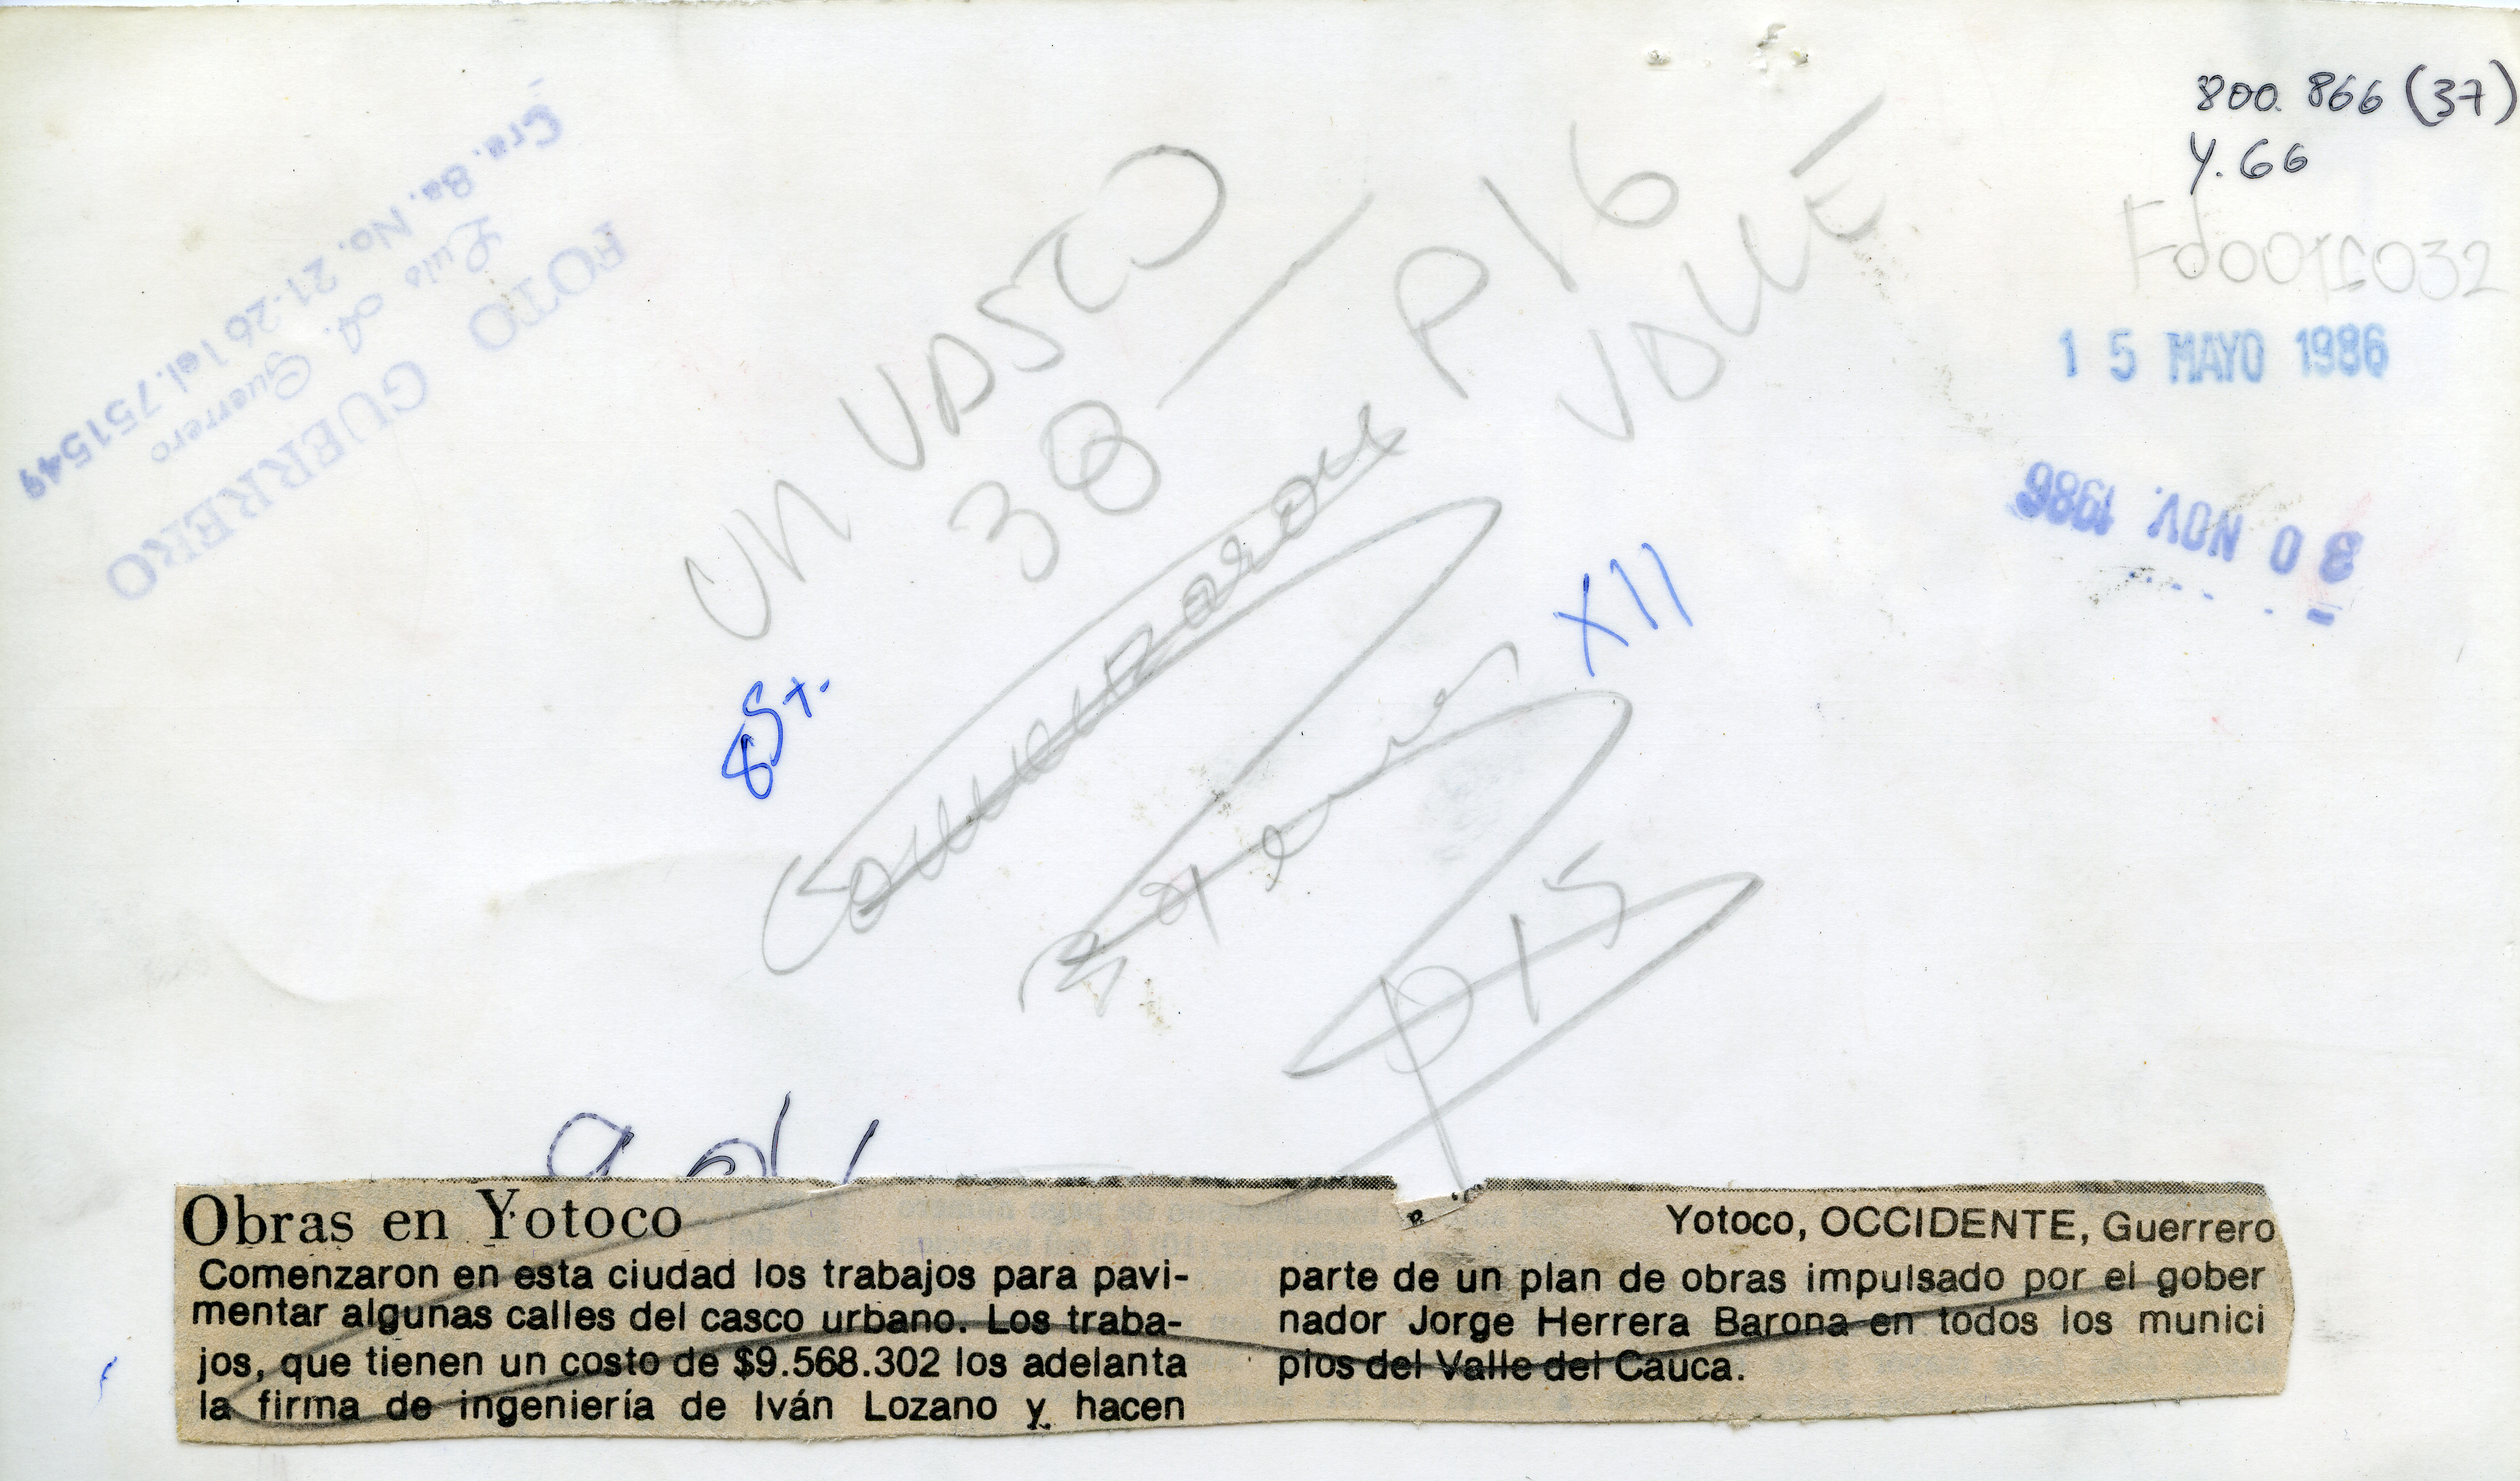 800.866 (37)
Y.66
Fdo01c032
15 MAYO 1986
30 NOV. 1986
FOTO GUERRERO
Luis A. Guerrero
Cra. 8a. No. 21-26 Tel. 751549
UN VASCO
38
P16
VALLE
Comenzaron
XII
P15
Obras en Yotoco
Yotoco, OCCIDENTE, Guerrero
Comenzaron en esta ciudad los trabajos para pavi-
mentar algunas calles del casco urbano. Los traba-
jos, que tienen un costo de $9.568.302 los adelanta
la firma de ingeniería de Iván Lozano y hacen
parte de un plan de obras impulsado por el gober
nador Jorge Herrera Barona en todos los munici
pios del Valle del Cauca.